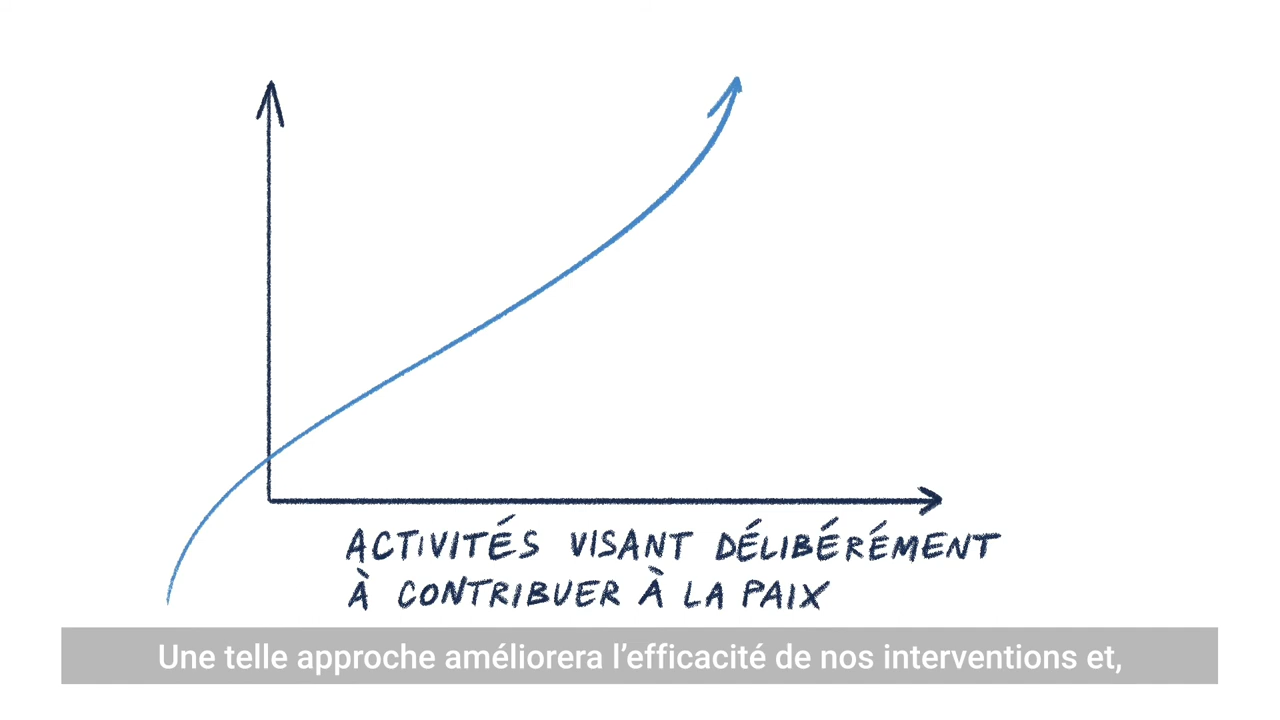 ACTIVITÉS VISANT DÉLIBÉRÉMENT
À CONTRIBUER À LA PAIX
Une telle approche améliorera l’efficacité de nos interventions et,